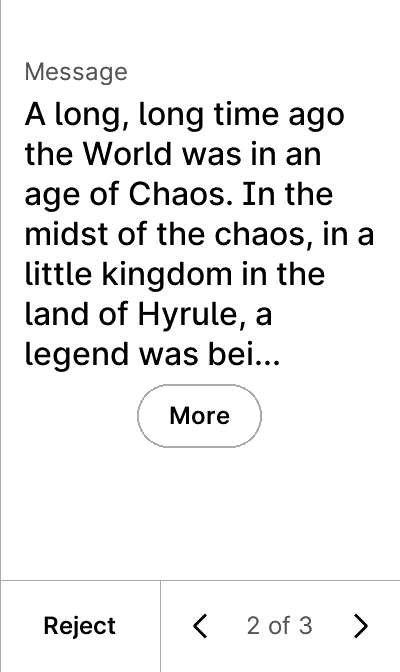 Message
A long, long time ago
the World was in an
age of Chaos. In the
midst of the chaos, in a
little kingdom in the
land of Hyrule, a
legend was bei...
More
Reject
2 of 3